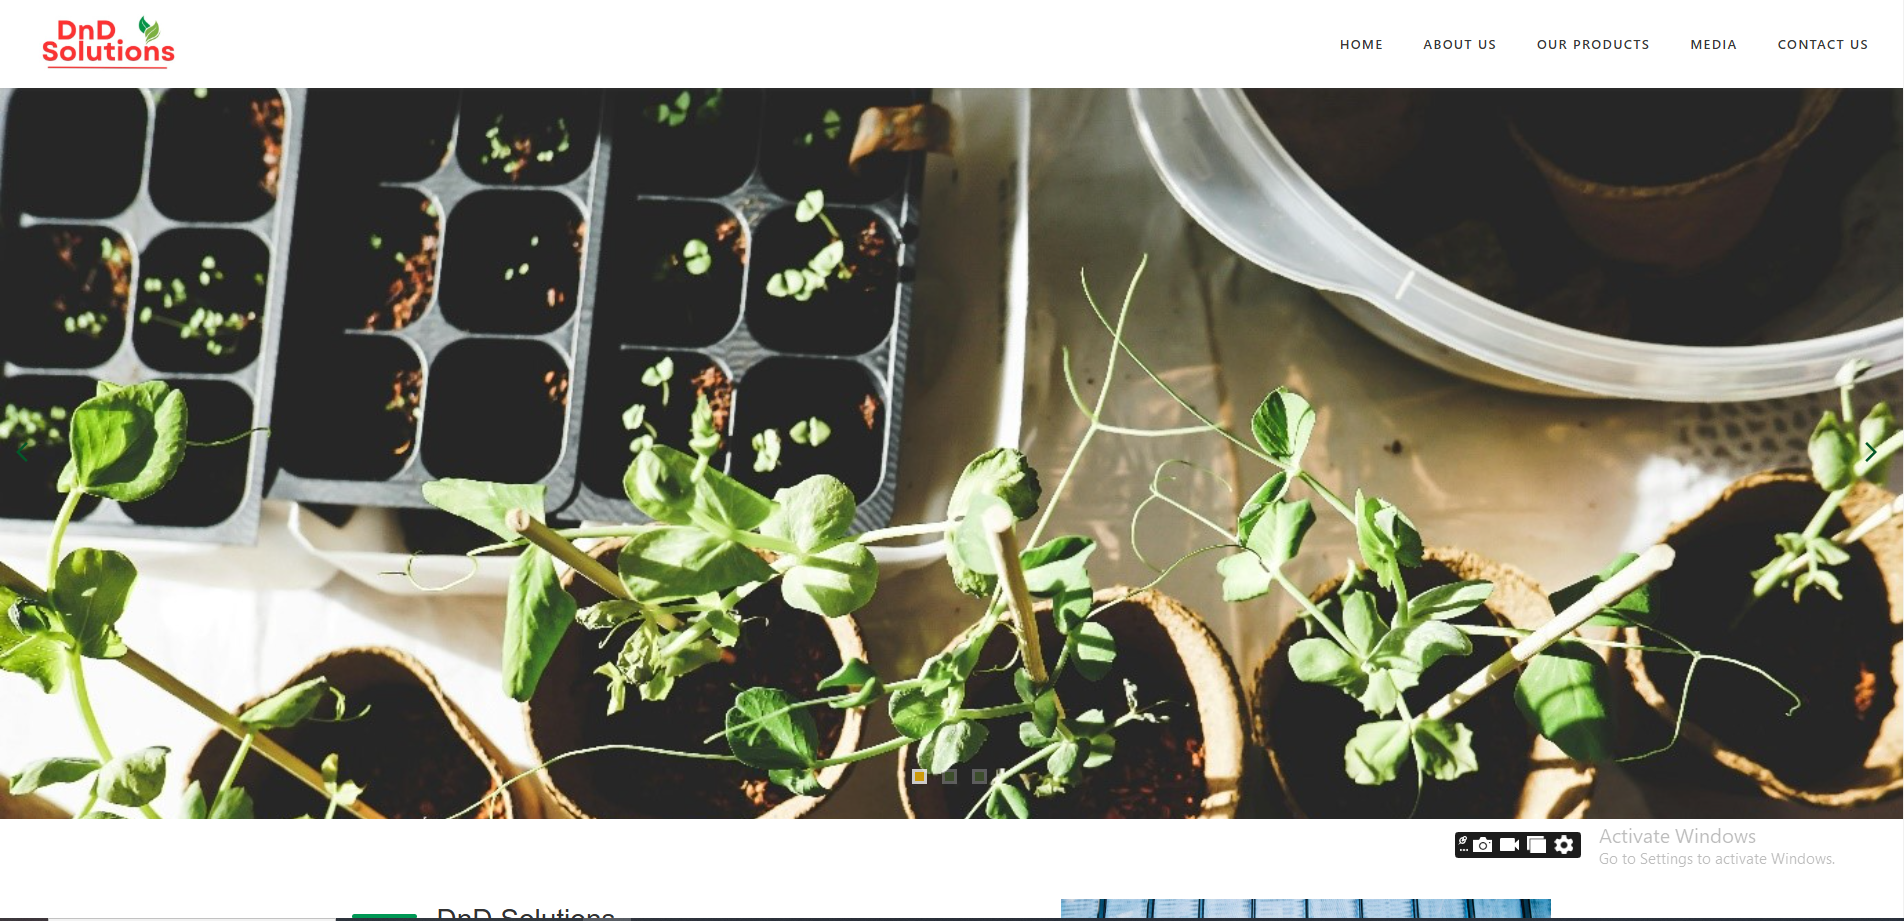 DnD
Solutions
HOME
ABOUT US
OUR PRODUCTS
MEDIA
CONTACT US
Activate Windows
Go to Settings to activate Windows.
DnD Solutions